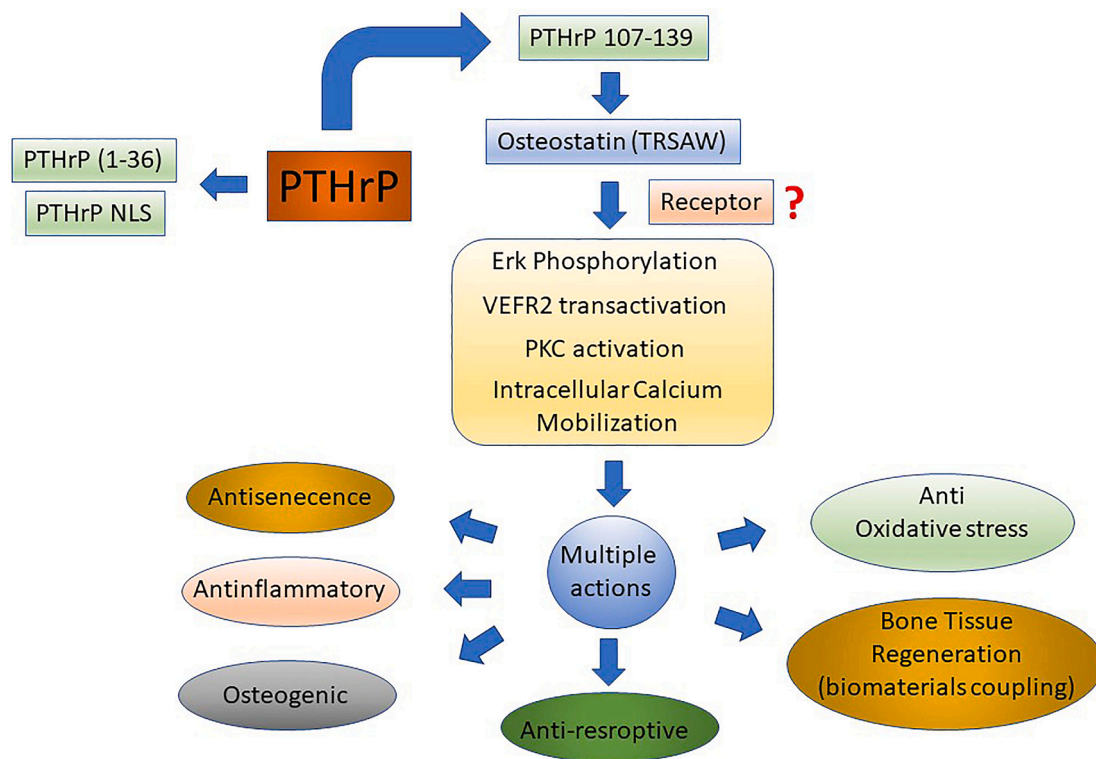 PTHrP 107-139
Osteostatin (TRSAW)
PTHrP (1-36)
PTHrP NLS
PTHrP
Receptor ?
Erk Phosphorylation
VEFR2 transactivation
PKC activation
Intracellular Calcium
Mobilization
Antisenecence
Antinflammatory
Osteogenic
Multiple
actions
Anti-resroptive
Anti
Oxidative stress
Bone Tissue
Regeneration
(biomaterials coupling)